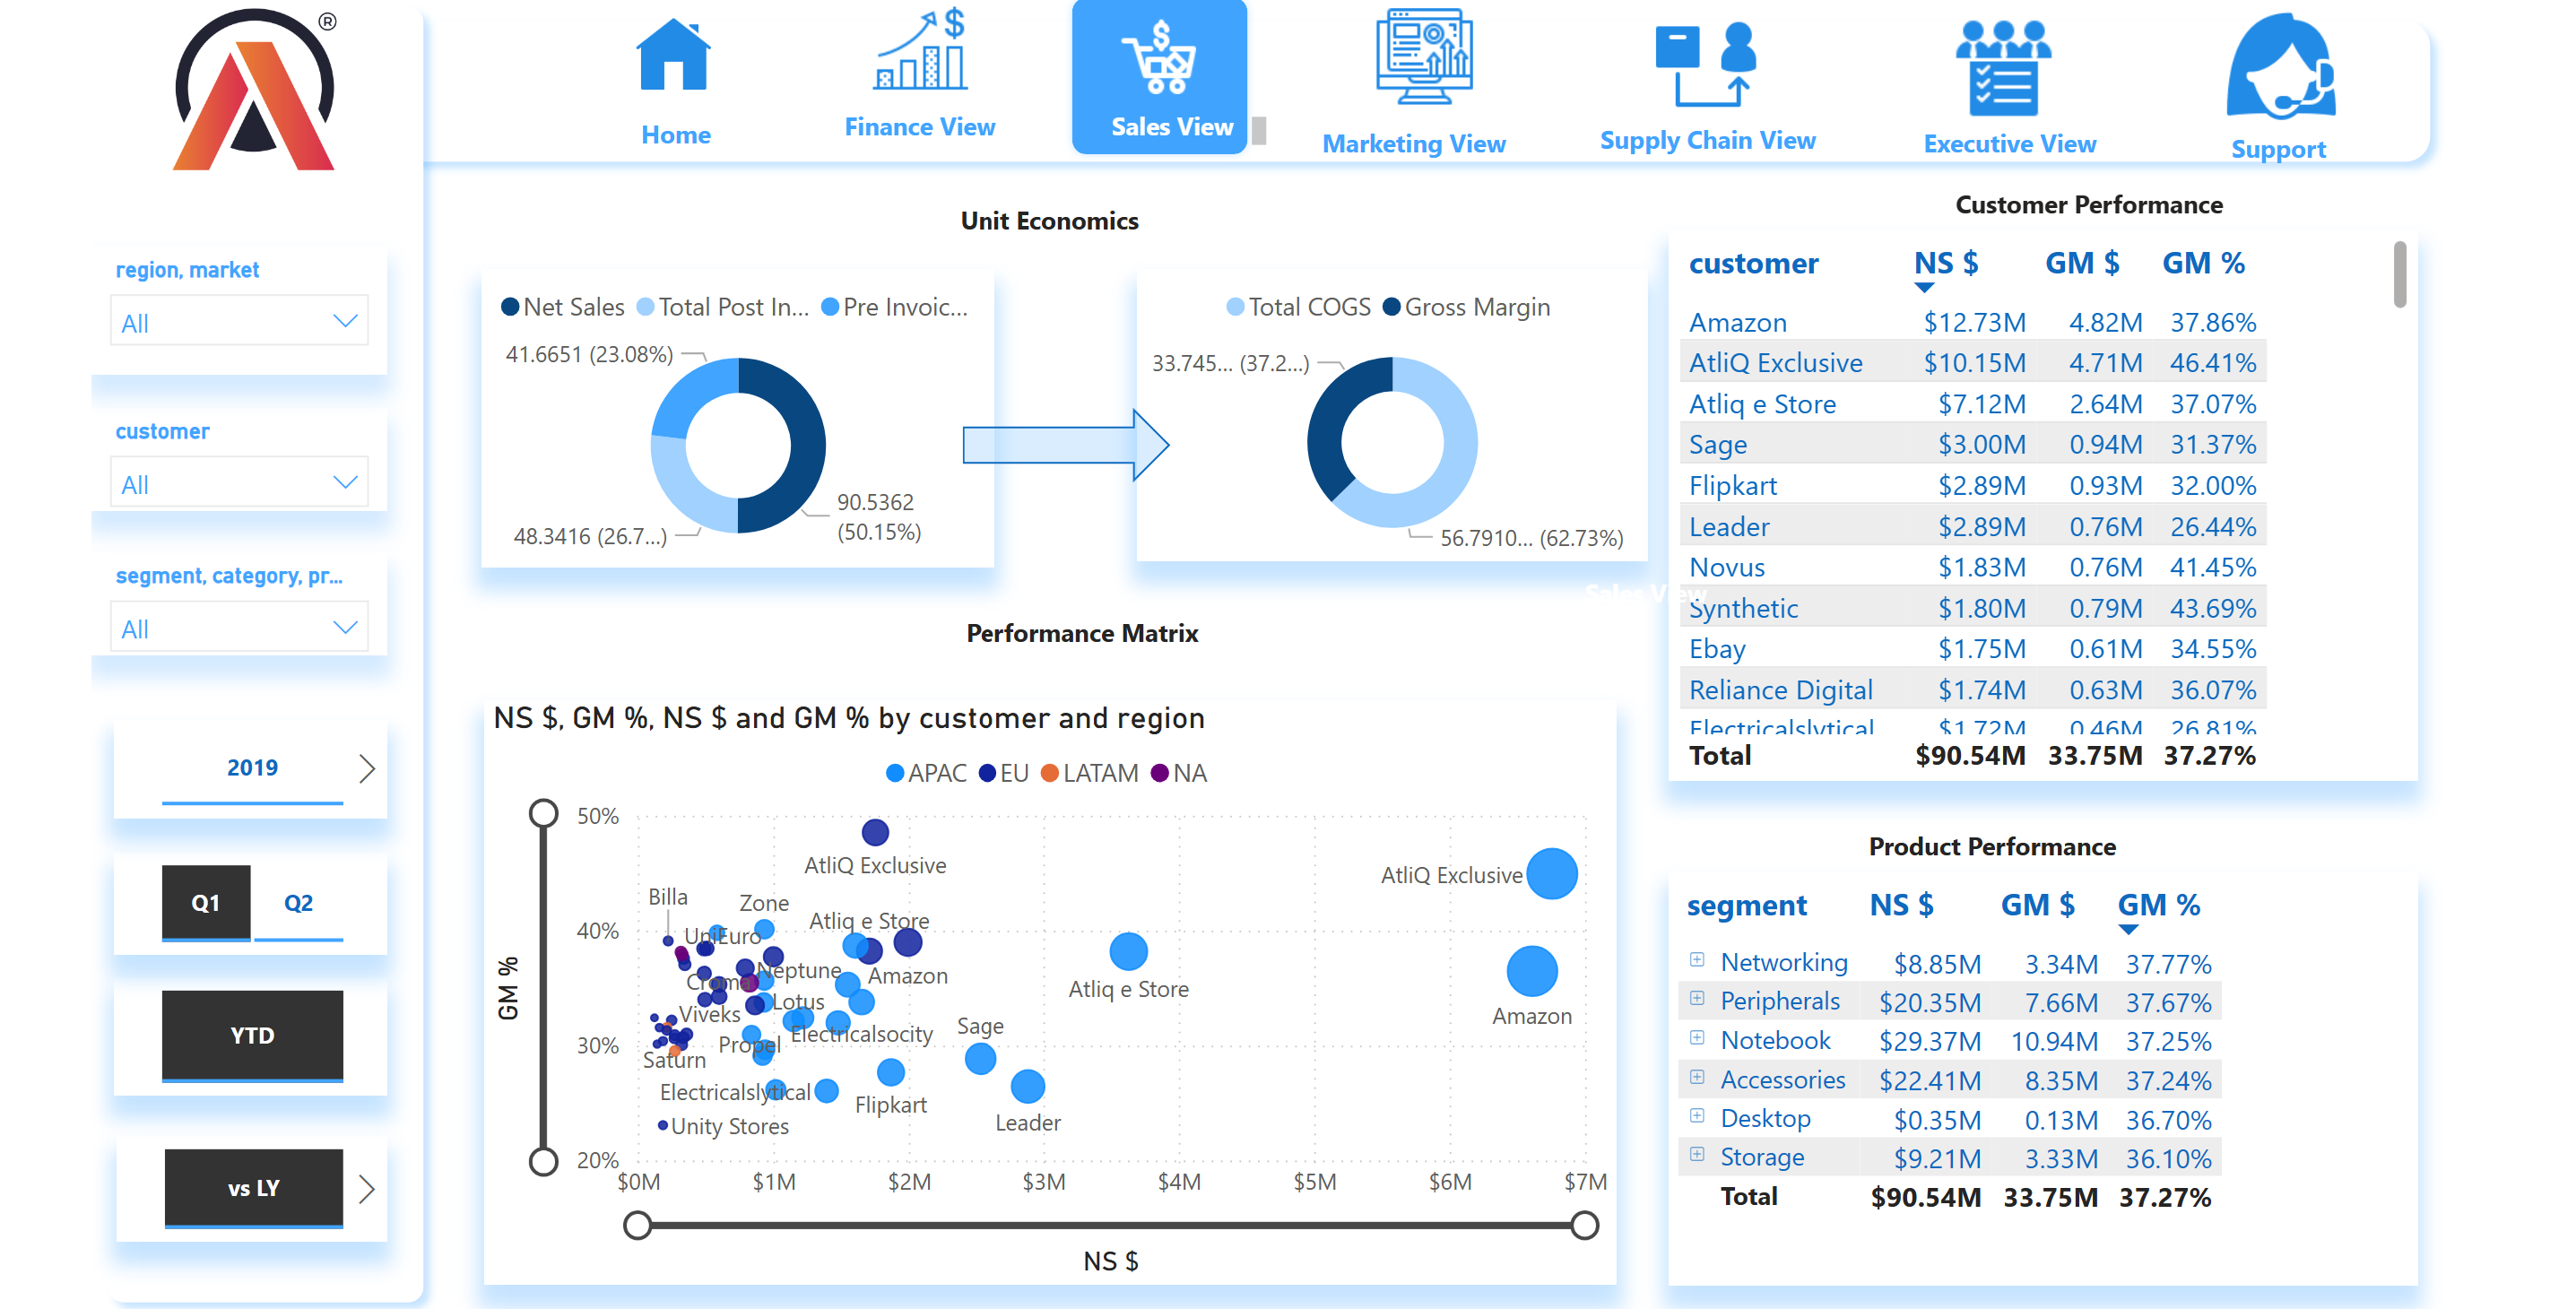 ®
Home
Finance View
Sales View
Marketing View
Supply Chain View
Executive View
Support
region, market
All
customer
All
segment, category, pr...
All
2019
Q1 Q2
YTD
vs LY
Unit Economics
Net Sales Total Post In... Pre Invoic...
41.6651 (23.08%)
48.3416 (26.7...)
90.5362
(50.15%)
Total COGS Gross Margin
33.745... (37.2...)
56.7910... (62.73%)
Sales View
Performance Matrix
NS $, GM %, NS $ and GM % by customer and region
APAC EU LATAM NA
GM %
50%
40%
30%
20%
AtliQ Exclusive
AtliQ Exclusive
Billa
Zone
Atliq e Store
UniEuro
Neptune
Amazon
Croma
Atliq e Store
Lotus
Viveks
Amazon
Electricalsocity
Sage
Propel
Saturn
Electricalslytical
Flipkart
Leader
Unity Stores
$0M $1M $2M $3M $4M $5M $6M $7M
NS $
Customer Performance
customer NS $ GM $ GM %
Amazon $12.73M 4.82M 37.86%
AtliQ Exclusive $10.15M 4.71M 46.41%
Atliq e Store $7.12M 2.64M 37.07%
Sage $3.00M 0.94M 31.37%
Flipkart $2.89M 0.93M 32.00%
Leader $2.89M 0.76M 26.44%
Novus $1.83M 0.76M 41.45%
Synthetic $1.80M 0.79M 43.69%
Ebay $1.75M 0.61M 34.55%
Reliance Digital $1.74M 0.63M 36.07%
Electricalslytical $1.72M 0.46M 26.81%
Total $90.54M 33.75M 37.27%
Product Performance
segment NS $ GM $ GM %
Networking $8.85M 3.34M 37.77%
Peripherals $20.35M 7.66M 37.67%
Notebook $29.37M 10.94M 37.25%
Accessories $22.41M 8.35M 37.24%
Desktop $0.35M 0.13M 36.70%
Storage $9.21M 3.33M 36.10%
Total $90.54M 33.75M 37.27%